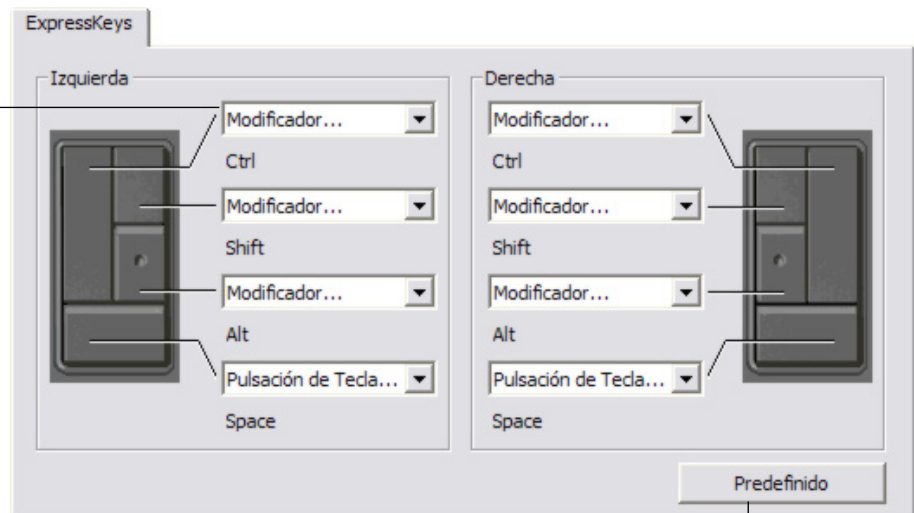 ExpressKeys
Izquierda
Modificador...
Ctrl
Modificador...
Shift
Modificador...
Alt
Pulsación de Tecla...
Space
Derecha
Modificador...
Ctrl
Modificador...
Shift
Modificador...
Alt
Pulsación de Tecla...
Space
Predefinido